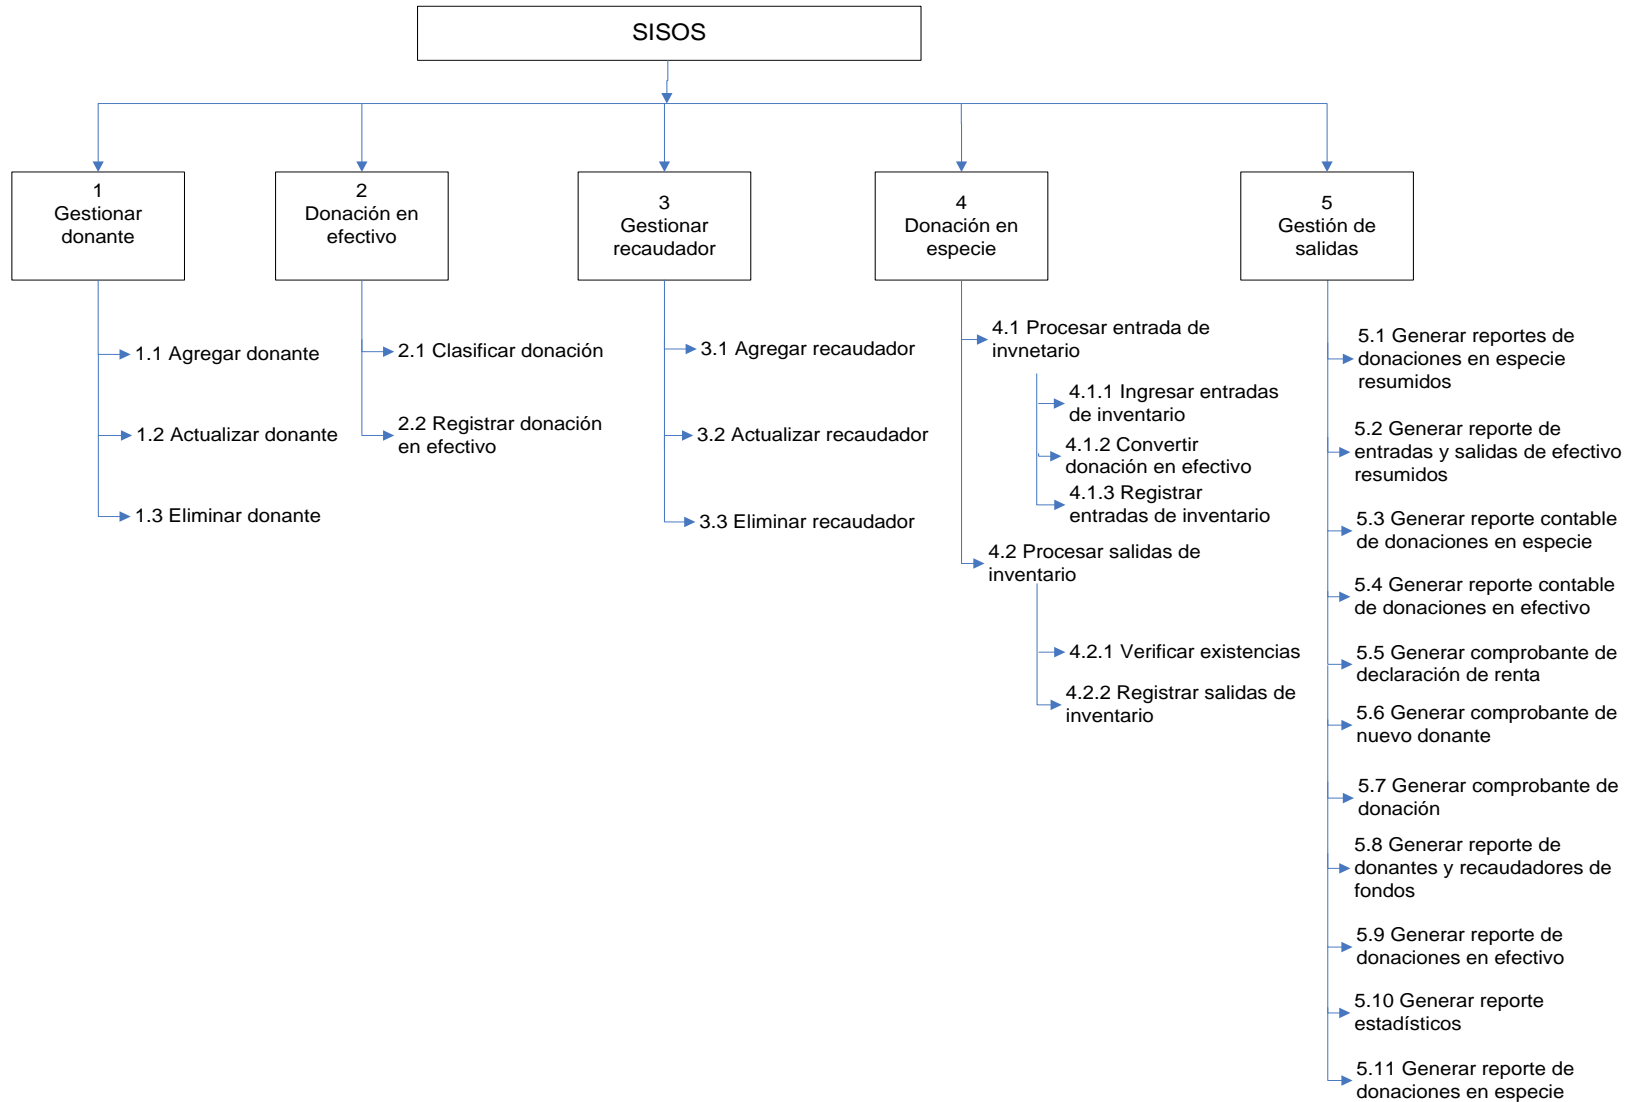 SISOS
1
Gestionar
donante
2
Donación en
efectivo
3
Gestionar
recaudador
4
Donación en
especie
5
Gestión de
salidas
1.1 Agregar donante
1.2 Actualizar donante
1.3 Eliminar donante
2.1 Clasificar donación
2.2 Registrar donación
en efectivo
3.1 Agregar recaudador
3.2 Actualizar recaudador
3.3 Eliminar recaudador
4.1 Procesar entrada de
invnetario
4.1.1 Ingresar entradas
de inventario
4.1.2 Convertir
donación en efectivo
4.1.3 Registrar
entradas de inventario
4.2 Procesar salidas de
inventario
4.2.1 Verificar existencias
4.2.2 Registrar salidas de
inventario
5.1 Generar reportes de
donaciones en especie
resumidos
5.2 Generar reporte de
entradas y salidas de efectivo
resumidos
5.3 Generar reporte contable
de donaciones en especie
5.4 Generar reporte contable
de donaciones en efectivo
5.5 Generar comprobante de
declaración de renta
5.6 Generar comprobante de
nuevo donante
5.7 Generar comprobante de
donación
5.8 Generar reporte de
donantes y recaudadores de
fondos
5.9 Generar reporte de
donaciones en efectivo
5.10 Generar reporte
estadísticos
5.11 Generar reporte de
donaciones en especie